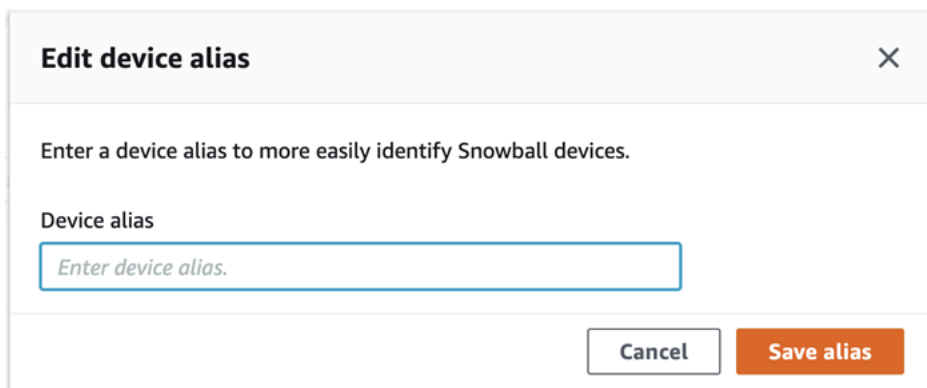 Edit device alias
Enter a device alias to more easily identify Snowball devices.
Device alias
Enter device alias.
Cancel
Save alias